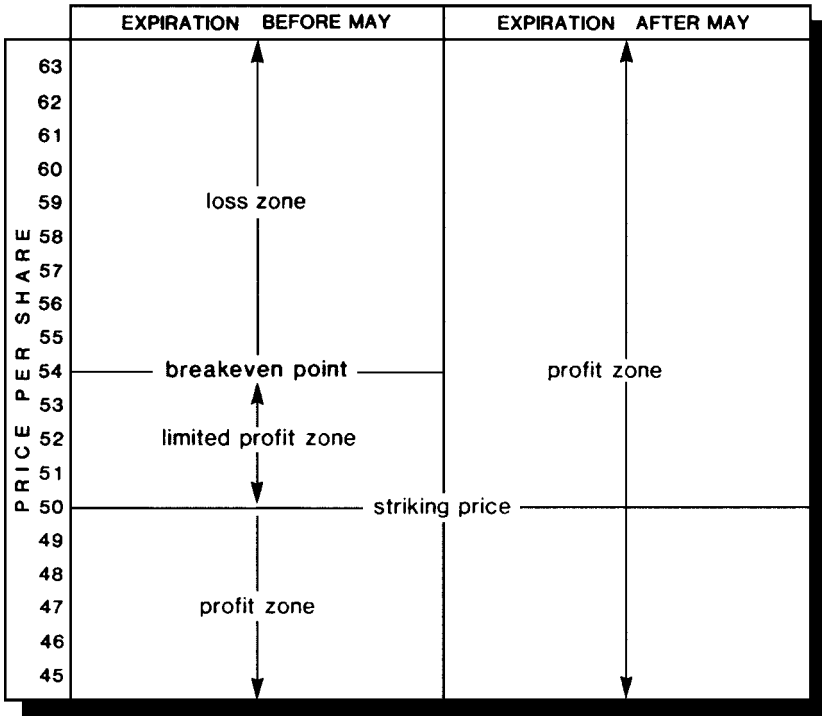 EXPIRATION BEFORE MAY
EXPIRATION AFTER MAY
PRICE PER SHARE
63
62
61
60
59
58
57
56
55
54
53
52
51
50
49
48
47
46
45
loss zone
breakeven point
limited profit zone
profit zone
striking price
profit zone